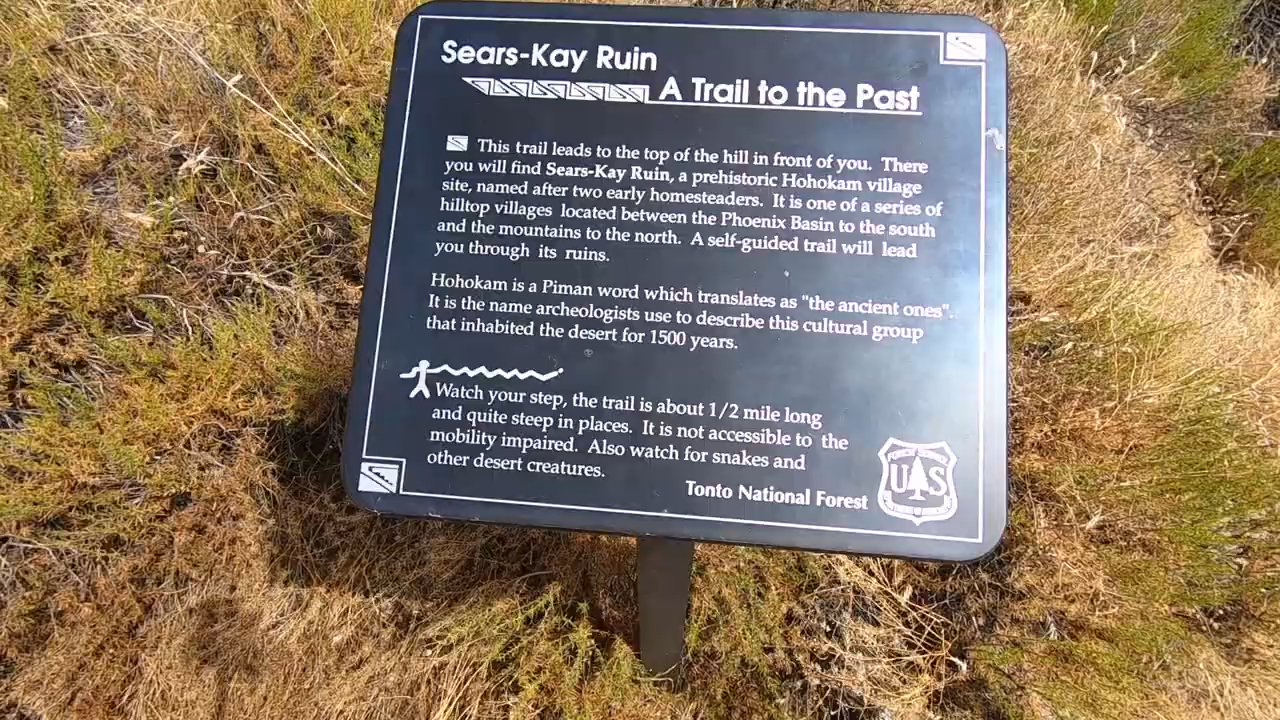 Sears-Kay Ruin
A Trail to the Past
This trail leads to the top of the hill in front of you. There
you will find Sears-Kay Ruin, a prehistoric Hohokam village
site, named after two early homesteaders. It is one of a series of
hilltop villages located between the Phoenix Basin to the south
and the mountains to the north. A self-guided trail will lead
you through its ruins.
Hohokam is a Piman word which translates as "the ancient ones".
It is the name archeologists use to describe this cultural group
that inhabited the desert for 1500 years.
Watch your step, the trail is about 1/2 mile long
and quite steep in places. It is not accessible to the
mobility impaired. Also watch for snakes and
other desert creatures.
Tonto National Forest
FOREST SERVICE
U S